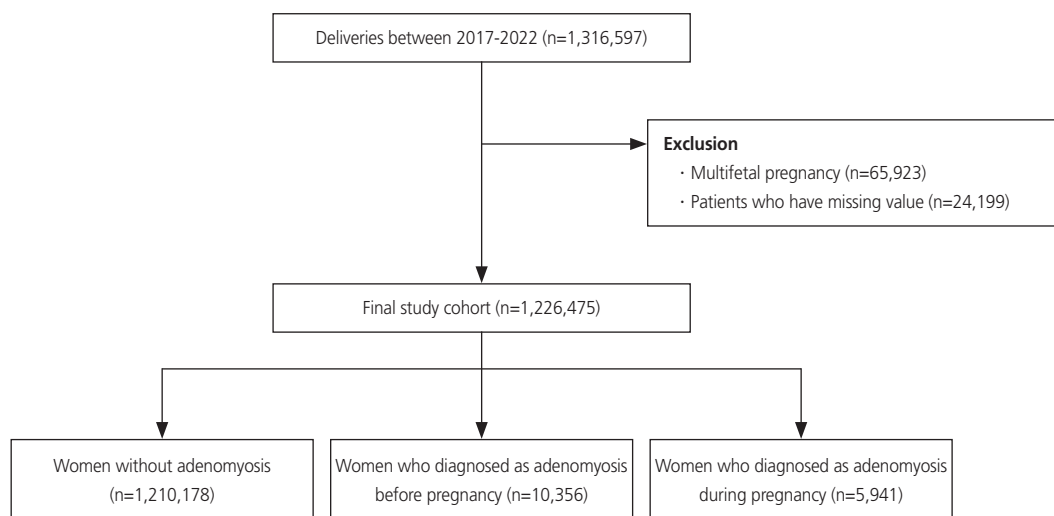 Deliveries between 2017-2022 (n=1,316,597)
Exclusion
· Multifetal pregnancy (n=65,923)
· Patients who have missing value (n=24,199)
Final study cohort (n=1,226,475)
Women without adenomyosis
(n=1,210,178)
Women who diagnosed as adenomyosis
before pregnancy (n=10,356)
Women who diagnosed as adenomyosis
during pregnancy (n=5,941)